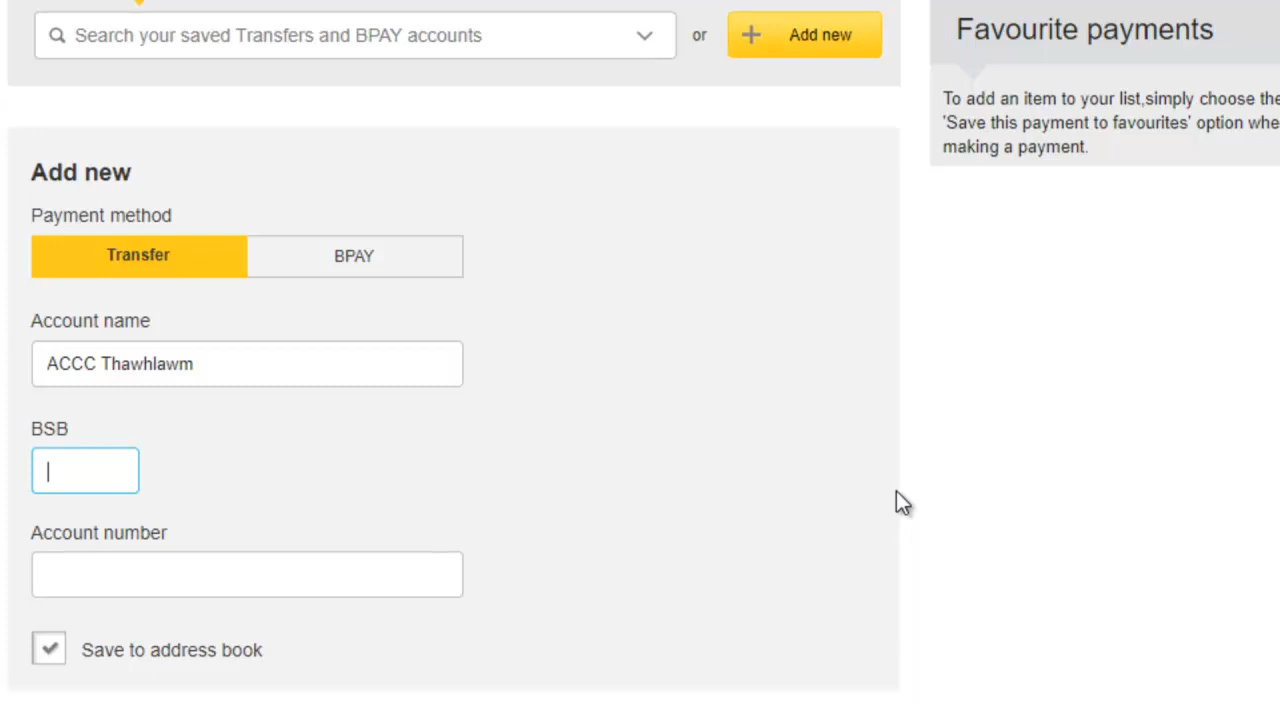 Search your saved Transfers and BPAY accounts
or
Add new
Favourite payments
To add an item to your list,simply choose the
'Save this payment to favourites' option whe
making a payment.
Add new
Payment method
Transfer
BPAY
Account name
ACCC Thawhlawm
BSB
Account number
Save to address book